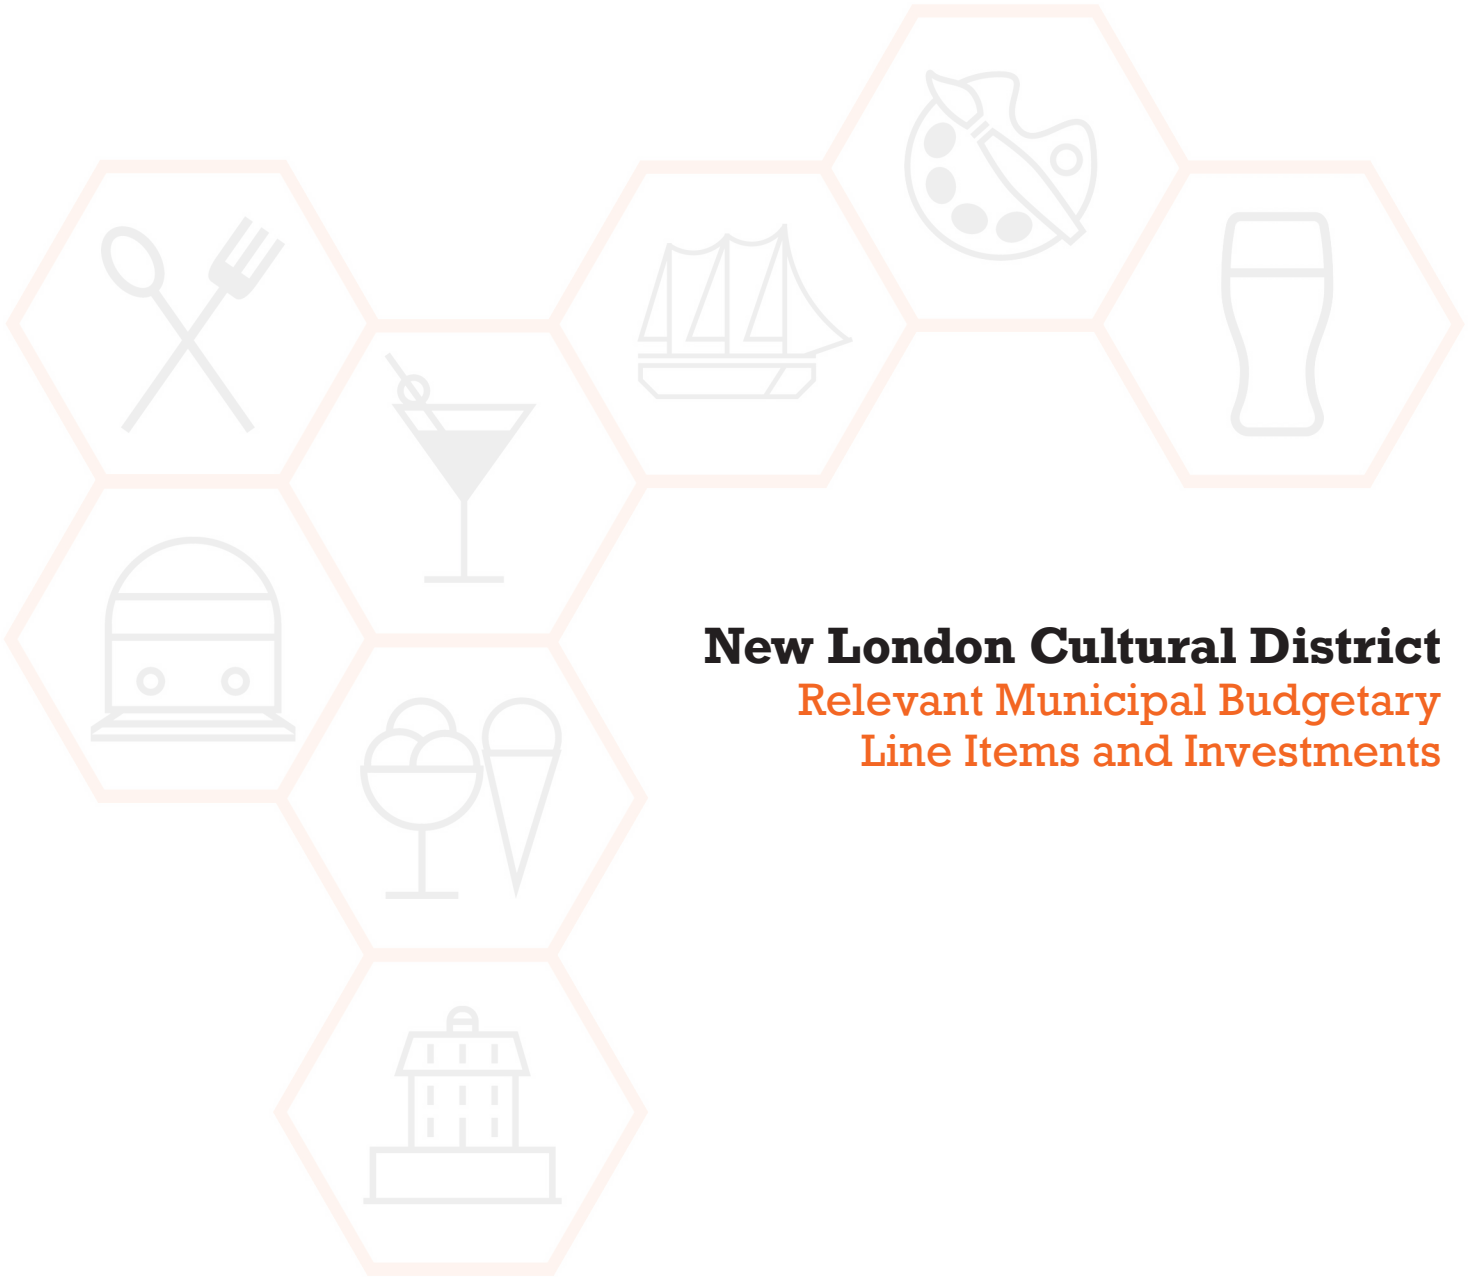 New London Cultural District
Relevant Municipal Budgetary
Line Items and Investments